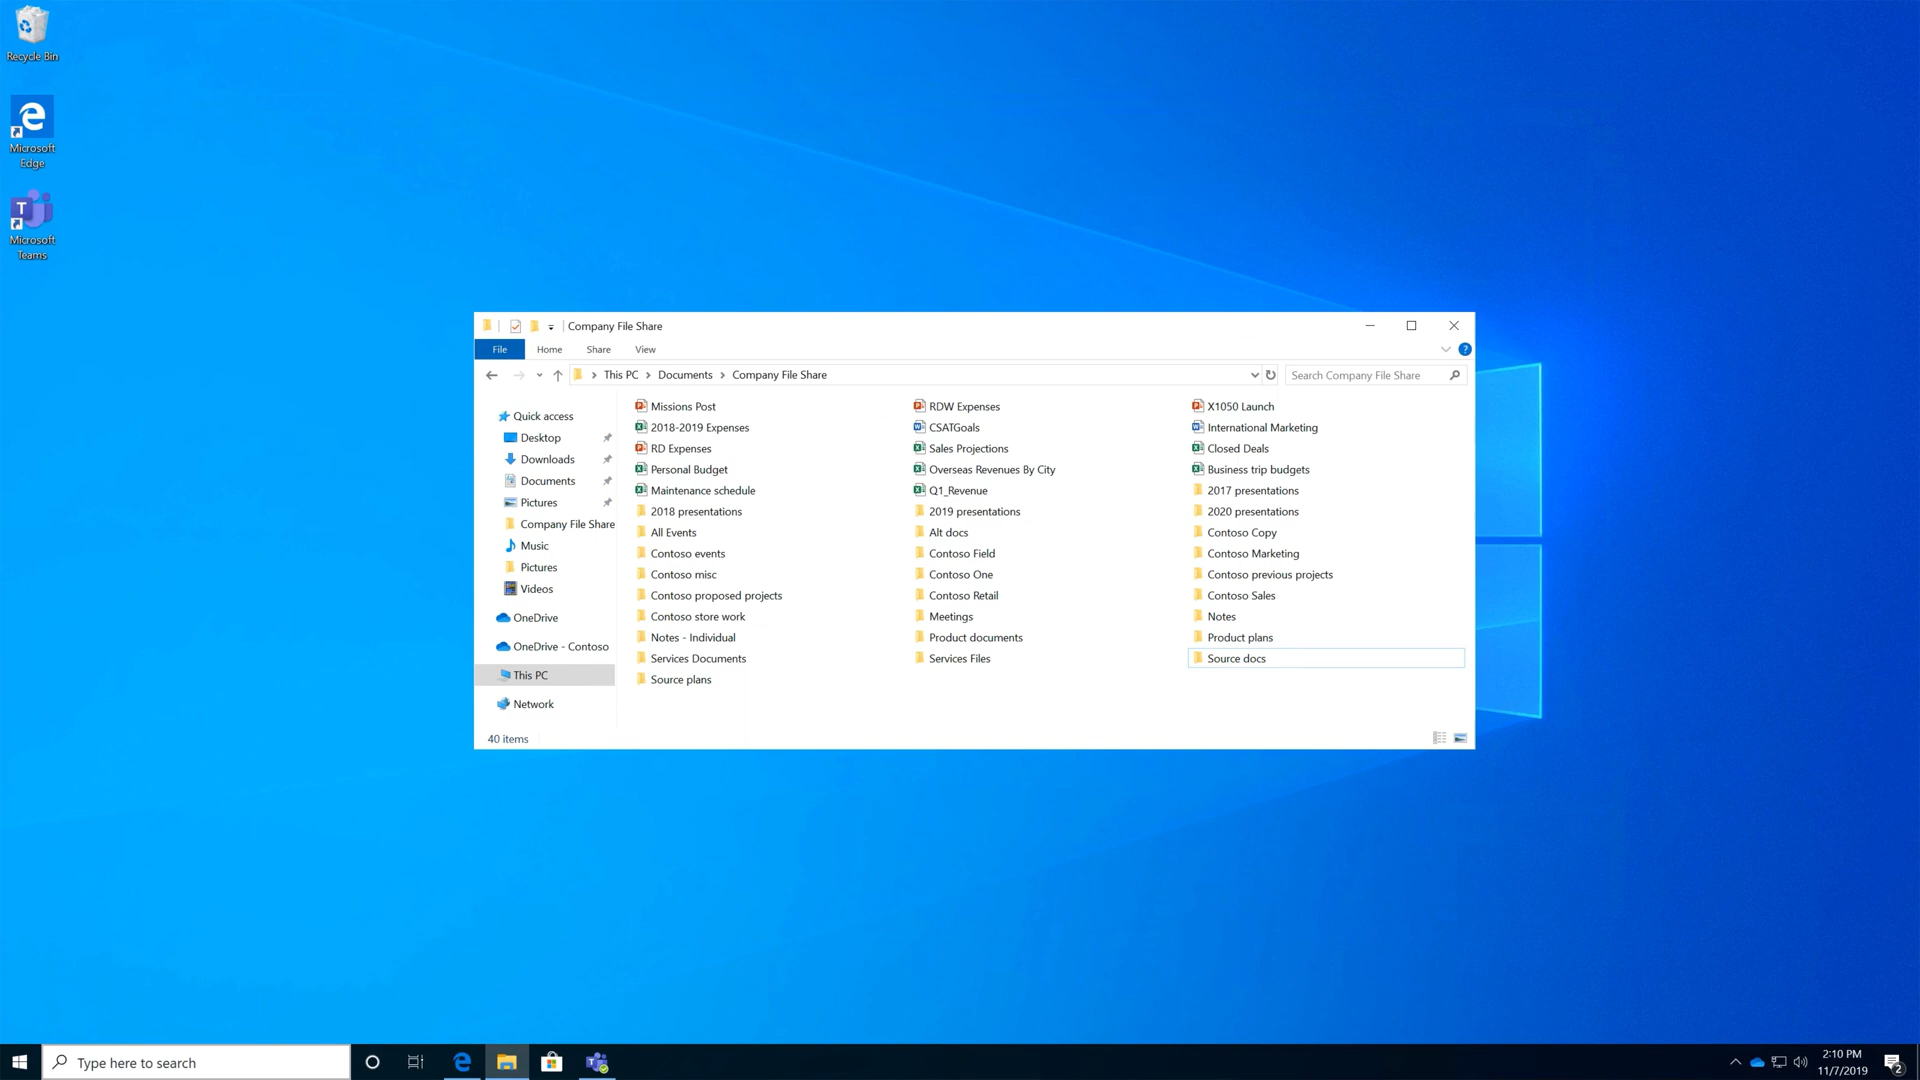 Recycle Bin
Microsoft
Edge
Microsoft
Teams
Company File Share
File Home Share View
This PC Documents Company File Share
Search Company File Share
Quick access
Desktop
Downloads
Documents
Pictures
Company File Share
Music
Pictures
Videos
OneDrive
OneDrive - Contoso
This PC
Network
Missions Post RDW Expenses X1050 Launch
2018-2019 Expenses CSATGoals International Marketing
RD Expenses Sales Projections Closed Deals
Personal Budget Overseas Revenues By City Business trip budgets
Maintenance schedule Q1_Revenue 2017 presentations
2018 presentations 2019 presentations 2020 presentations
All Events Alt docs Contoso Copy
Contoso events Contoso Field Contoso Marketing
Contoso misc Contoso One Contoso previous projects
Contoso proposed projects Contoso Retail Contoso Sales
Contoso store work Meetings Notes
Notes - Individual Product documents Product plans
Services Documents Services Files Source docs
Source plans
40 items
Type here to search
2:10 PM
11/7/2019
2